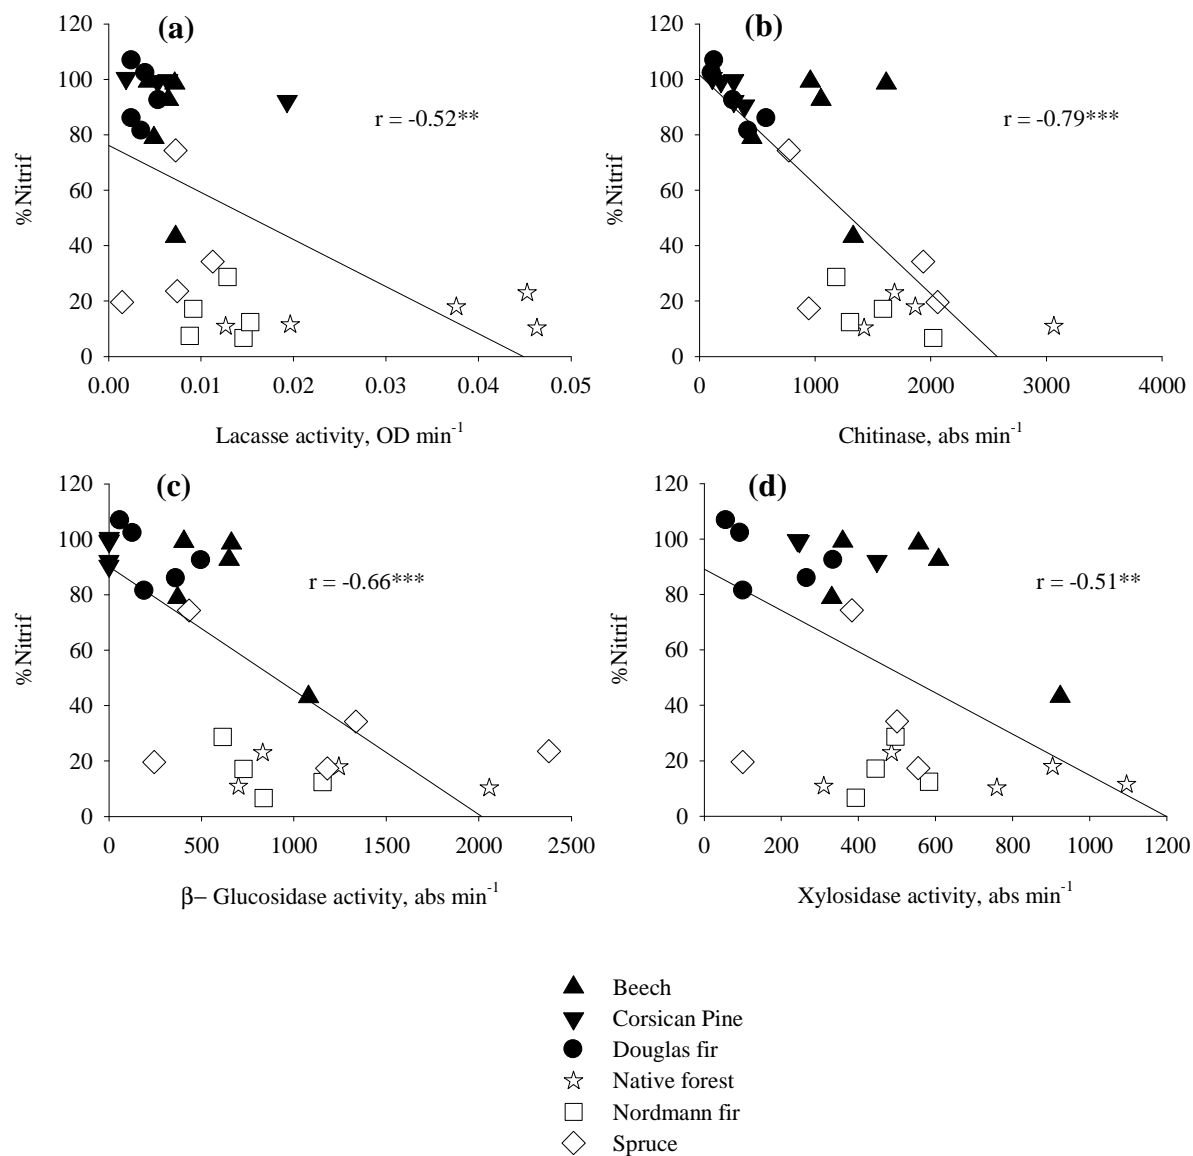 (a)
120
100
80
60
40
20
0
%Nitrif
r = -0.52**
0.00 0.01 0.02 0.03 0.04 0.05
Lacasse activity, OD min-1
(b)
120
100
80
60
40
20
0
%Nitrif
r = -0.79***
0 1000 2000 3000 4000
Chitinase, abs min-1
(c)
120
100
80
60
40
20
0
%Nitrif
r = -0.66***
0 500 1000 1500 2000 2500
β– Glucosidase activity, abs min-1
(d)
120
100
80
60
40
20
0
%Nitrif
r = -0.51**
0 200 400 600 800 1000 1200
Xylosidase activity, abs min-1
Beech
Corsican Pine
Douglas fir
Native forest
Nordmann fir
Spruce